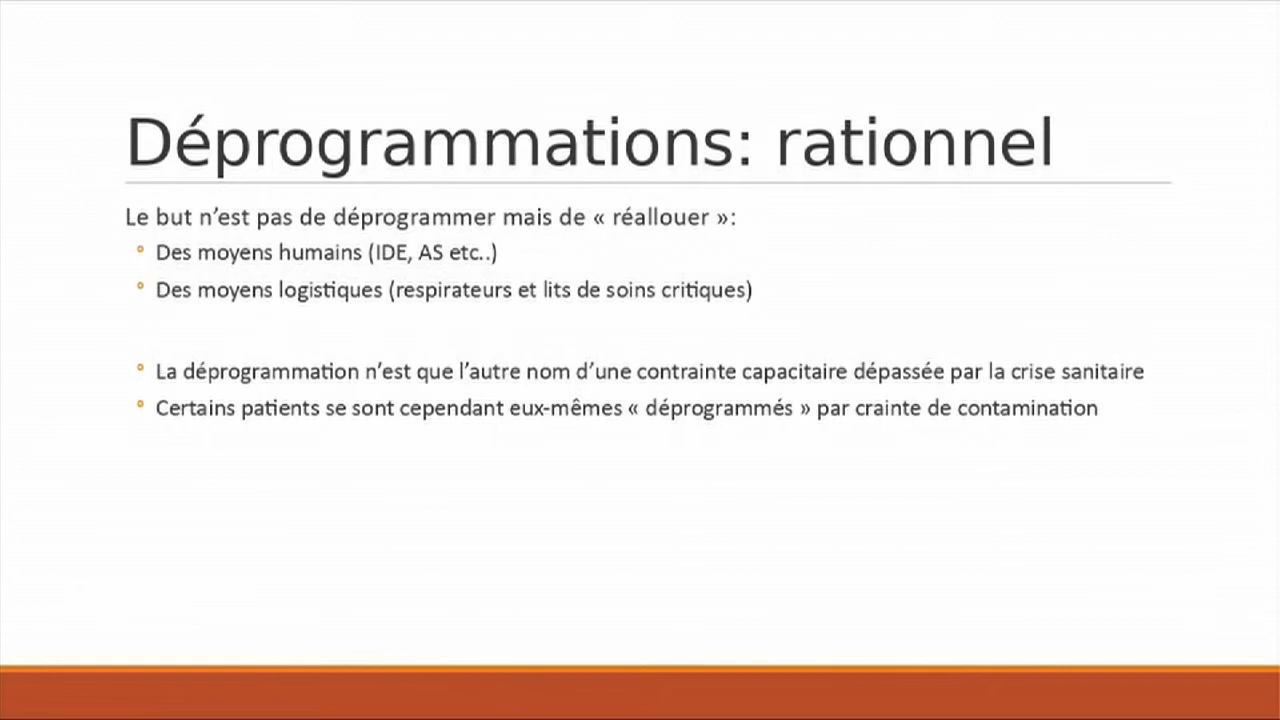 Déprogrammations: rationnel
Le but n’est pas de déprogrammer mais de « réallouer »:
Des moyens humains (IDE, AS etc..)
Des moyens logistiques (respirateurs et lits de soins critiques)
La déprogrammation n’est que l’autre nom d’une contrainte capacitaire dépassée par la crise sanitaire
Certains patients se sont cependant eux-mêmes « déprogrammés » par crainte de contamination